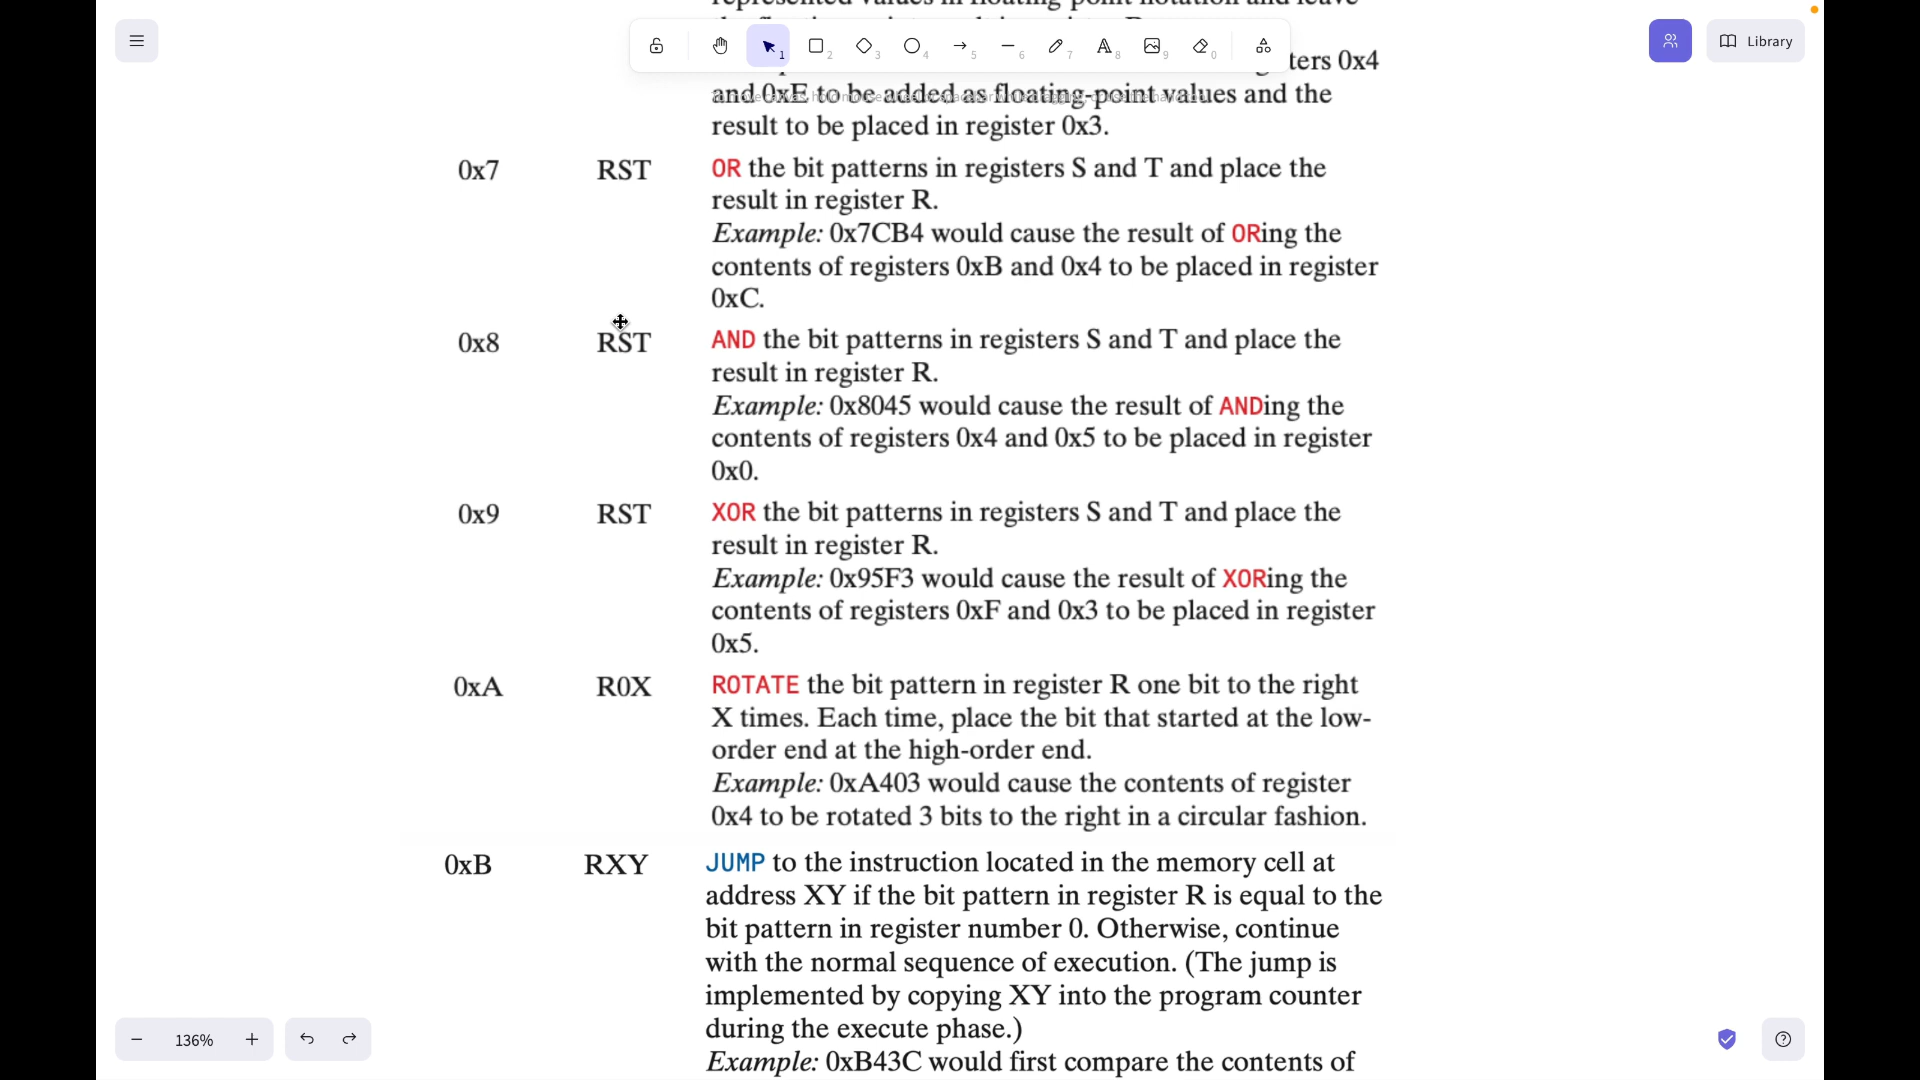 Library
1
2
3
4
5
6
7
8
9
0
ters 0x4
and 0xE to be added as floating-point values and the
result to be placed in register 0x3.
0x7 RST OR the bit patterns in registers S and T and place the
result in register R.
Example: 0x7CB4 would cause the result of ORing the
contents of registers 0xB and 0x4 to be placed in register
0xC.
0x8 RST AND the bit patterns in registers S and T and place the
result in register R.
Example: 0x8045 would cause the result of ANDing the
contents of registers 0x4 and 0x5 to be placed in register
0x0.
0x9 RST XOR the bit patterns in registers S and T and place the
result in register R.
Example: 0x95F3 would cause the result of XORing the
contents of registers 0xF and 0x3 to be placed in register
0x5.
0xA R0X ROTATE the bit pattern in register R one bit to the right
X times. Each time, place the bit that started at the low-
order end at the high-order end.
Example: 0xA403 would cause the contents of register
0x4 to be rotated 3 bits to the right in a circular fashion.
0xB RXY JUMP to the instruction located in the memory cell at
address XY if the bit pattern in register R is equal to the
bit pattern in register number 0. Otherwise, continue
with the normal sequence of execution. (The jump is
implemented by copying XY into the program counter
during the execute phase.)
Example: 0xB43C would first compare the contents of
136%